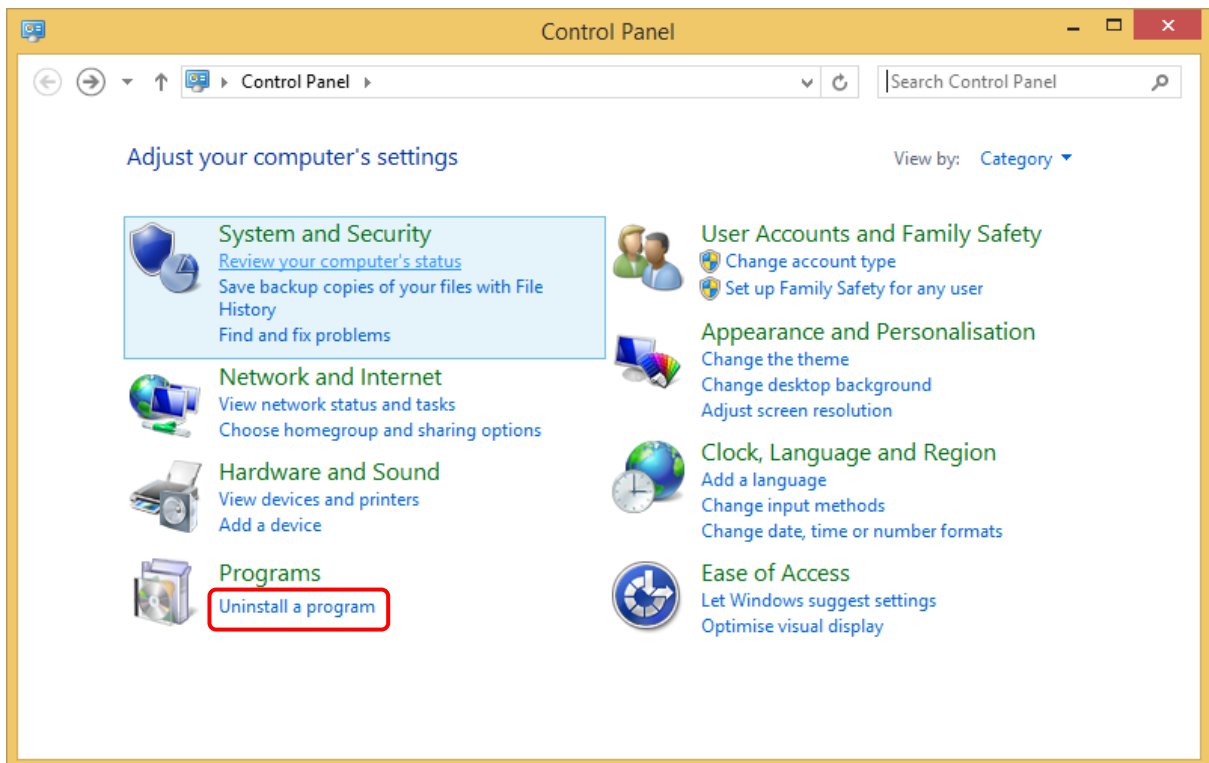 Control Panel
Control Panel
Search Control Panel
Adjust your computer's settings
View by: Category
System and Security
Review your computer's status
Save backup copies of your files with File
History
Find and fix problems
Network and Internet
View network status and tasks
Choose homegroup and sharing options
Hardware and Sound
View devices and printers
Add a device
Programs
Uninstall a program
User Accounts and Family Safety
Change account type
Set up Family Safety for any user
Appearance and Personalisation
Change the theme
Change desktop background
Adjust screen resolution
Clock, Language and Region
Add a language
Change input methods
Change date, time or number formats
Ease of Access
Let Windows suggest settings
Optimise visual display